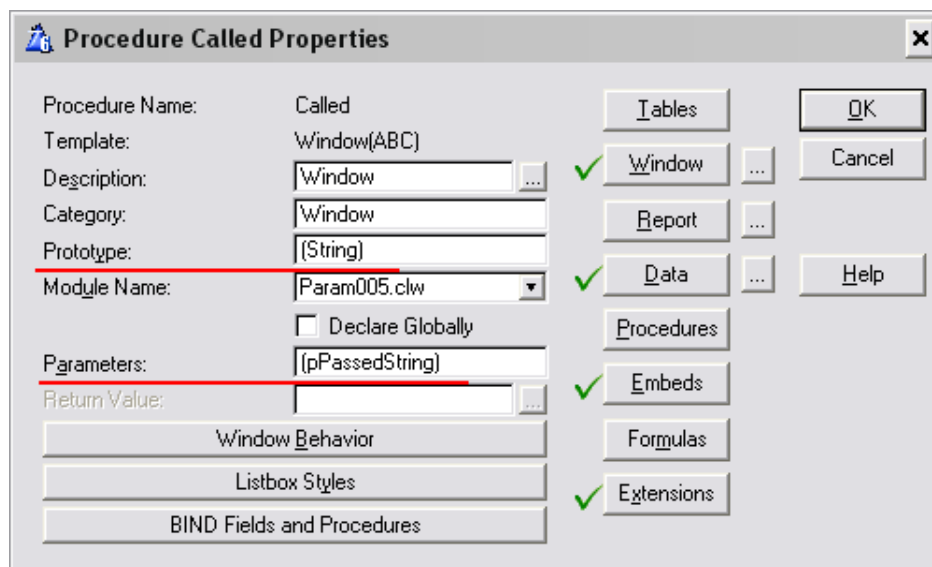 Procedure Called Properties
Procedure Name: Called
Template: Window(ABC)
Description: Window ...
Category: Window
Prototype: (String)
Module Name: Param005.clw
Declare Globally
Parameters: (pPassedString)
Return Value: ...
Window Behavior
Listbox Styles
BIND Fields and Procedures
Tables
Window ...
Report ...
Data ...
Procedures
Embeds
Formulas
Extensions
OK
Cancel
Help